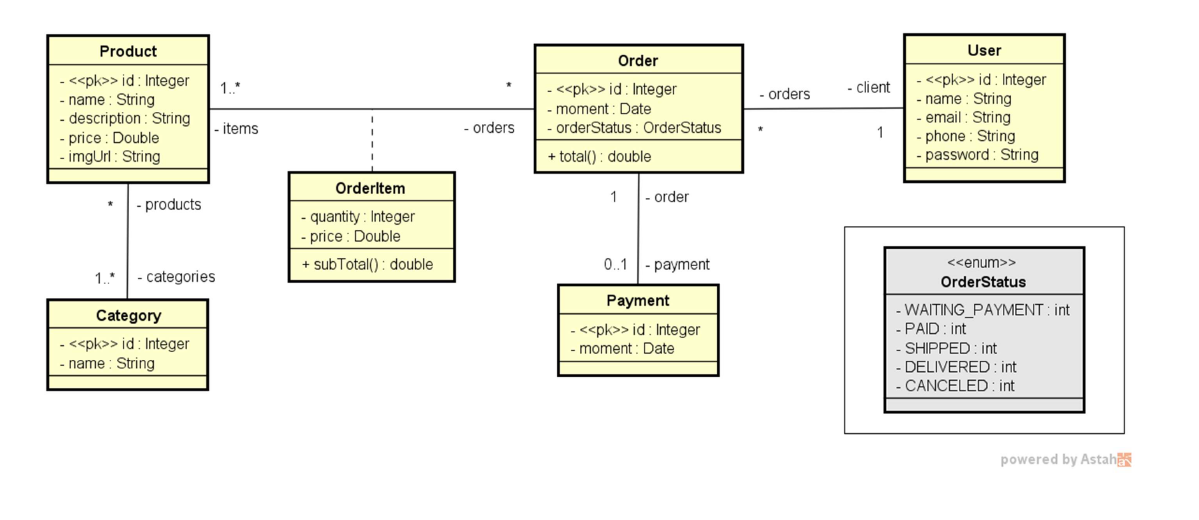 Product
- <<pk>> id : Integer
- name : String
- description : String
- price : Double
- imgUrl : String
1..*
- items
*
- orders
OrderItem
- quantity : Integer
- price : Double
+ subTotal() : double
Order
- <<pk>> id : Integer
- moment : Date
- orderStatus : OrderStatus
+ total() : double
- orders
*
- client
1
User
- <<pk>> id : Integer
- name : String
- email : String
- phone : String
- password : String
* - products
1..* - categories
Category
- <<pk>> id : Integer
- name : String
1 - order
0..1 - payment
Payment
- <<pk>> id : Integer
- moment : Date
<<enum>>
OrderStatus
- WAITING_PAYMENT : int
- PAID : int
- SHIPPED : int
- DELIVERED : int
- CANCELED : int
powered by Astah